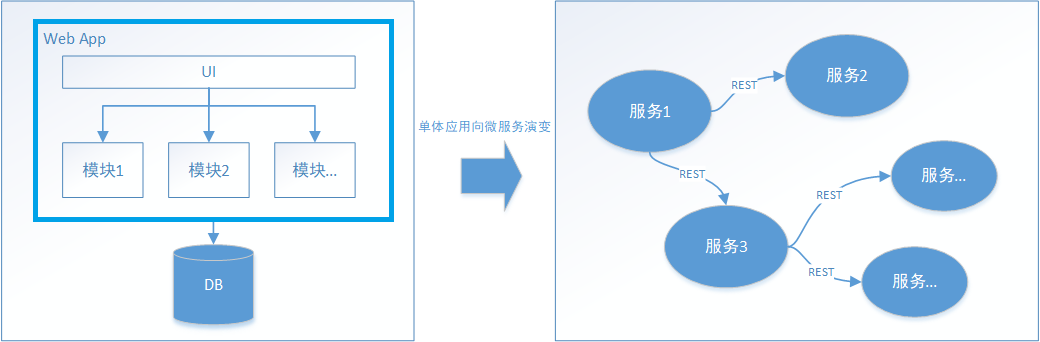 Web App
UI
模块1
模块2
模块...
DB
单体应用向微服务演变
服务1
REST
服务2
REST
服务3
REST
服务...
REST
服务...